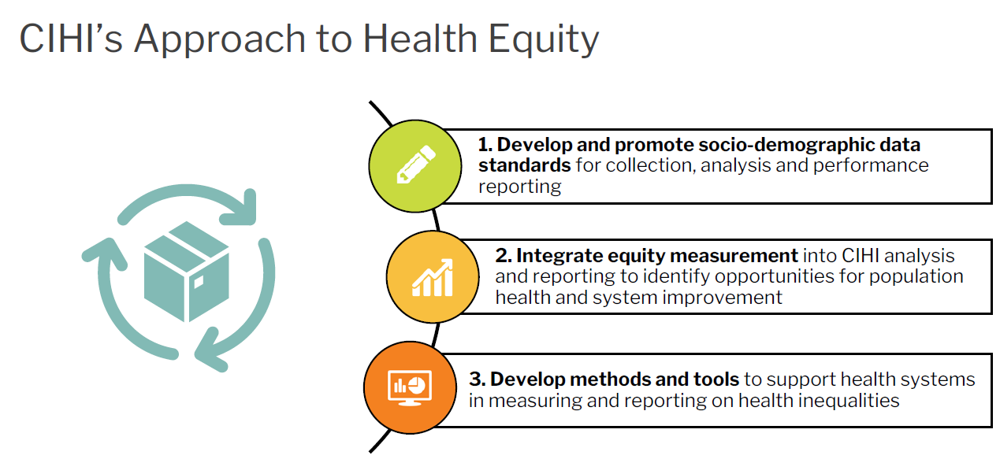 CIHI’s Approach to Health Equity
1. Develop and promote socio-demographic data
standards for collection, analysis and performance
reporting
2. Integrate equity measurement into CIHI analysis
and reporting to identify opportunities for population
health and system improvement
3. Develop methods and tools to support health systems
in measuring and reporting on health inequalities